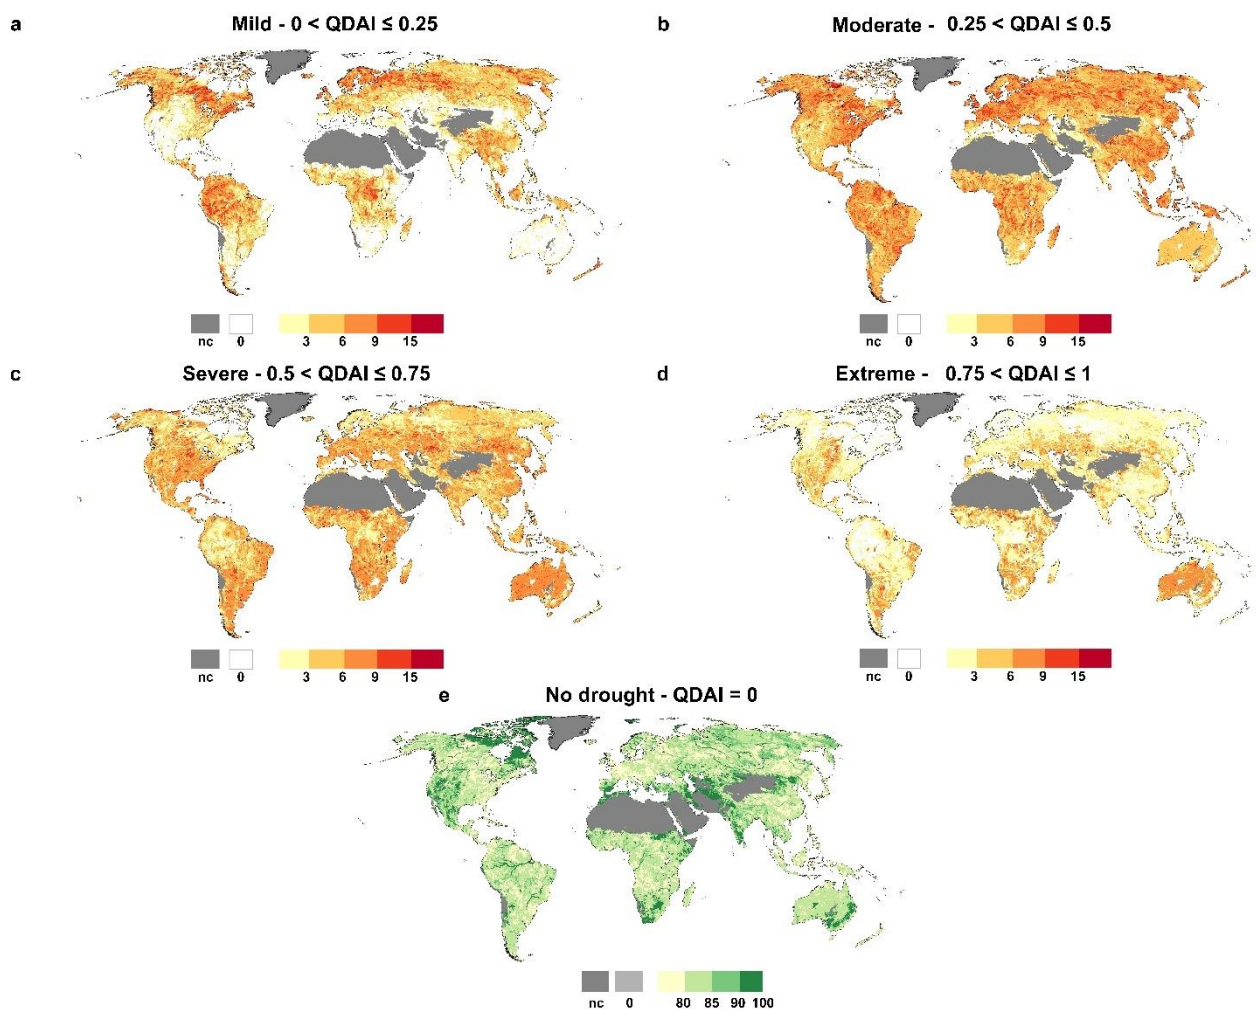 a Mild - 0 < QDAI ≤ 0.25
b Moderate - 0.25 < QDAI ≤ 0.5
nc 0 3 6 9 15
nc 0 3 6 9 15
c Severe - 0.5 < QDAI ≤ 0.75
d Extreme - 0.75 < QDAI ≤ 1
nc 0 3 6 9 15
nc 0 3 6 9 15
e No drought - QDAI = 0
nc 0 80 85 90 100